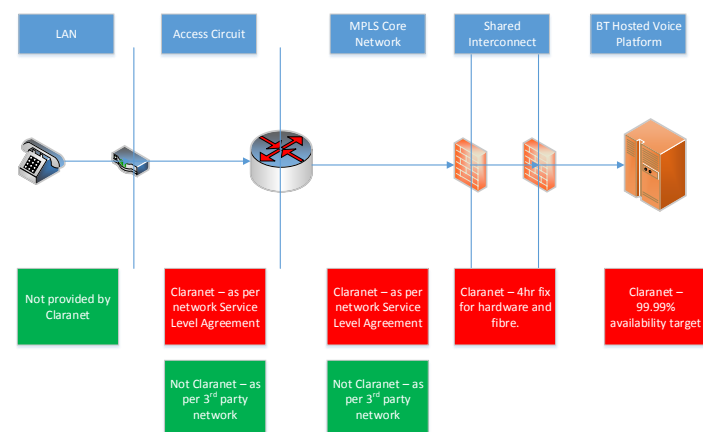 LAN
Access Circuit
MPLS Core
Network
Shared
Interconnect
BT Hosted Voice
Platform
Not provided by
Claranet
Claranet – as per
network Service
Level Agreement
Claranet – as per
network Service
Level Agreement
Claranet – 4hr fix
for hardware and
fibre.
Claranet –
99.99%
availability target
Not Claranet – as
per 3rd party
network
Not Claranet – as
per 3rd party
network